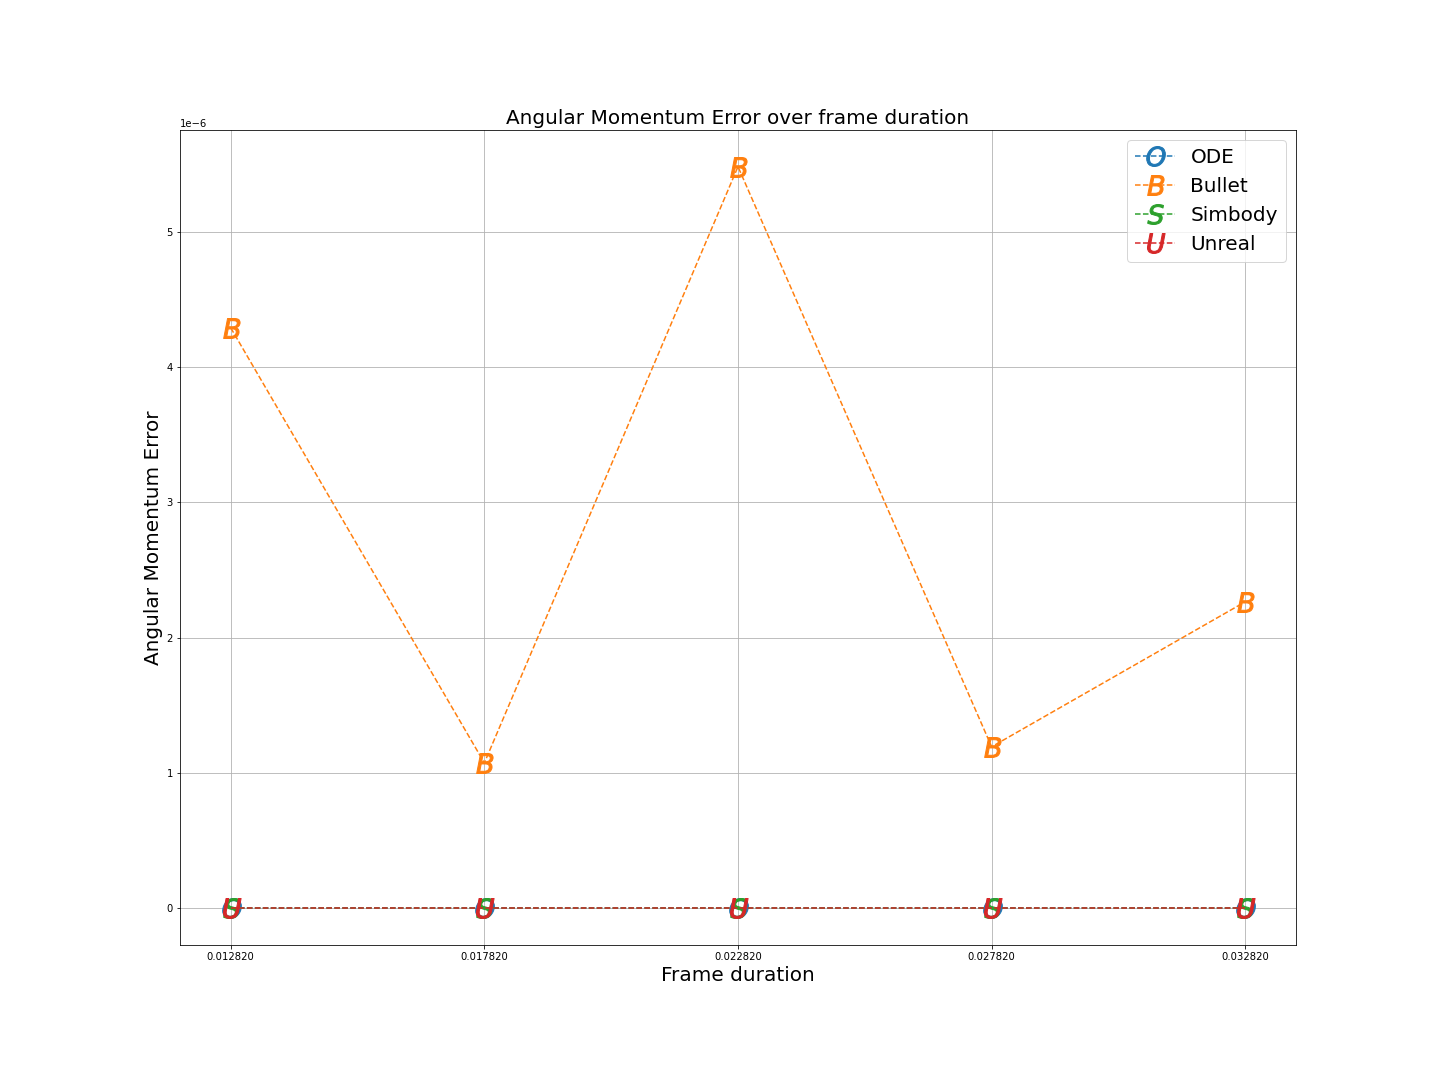 Angular Momentum Error over frame duration
1e−6
O ODE
B Bullet
S Simbody
U Unreal
5
4
3
2
1
0
Angular Momentum Error
B
B
B
B
B
U
U
U
U
U
0.012820 0.017820 0.022820 0.027820 0.032820
Frame duration